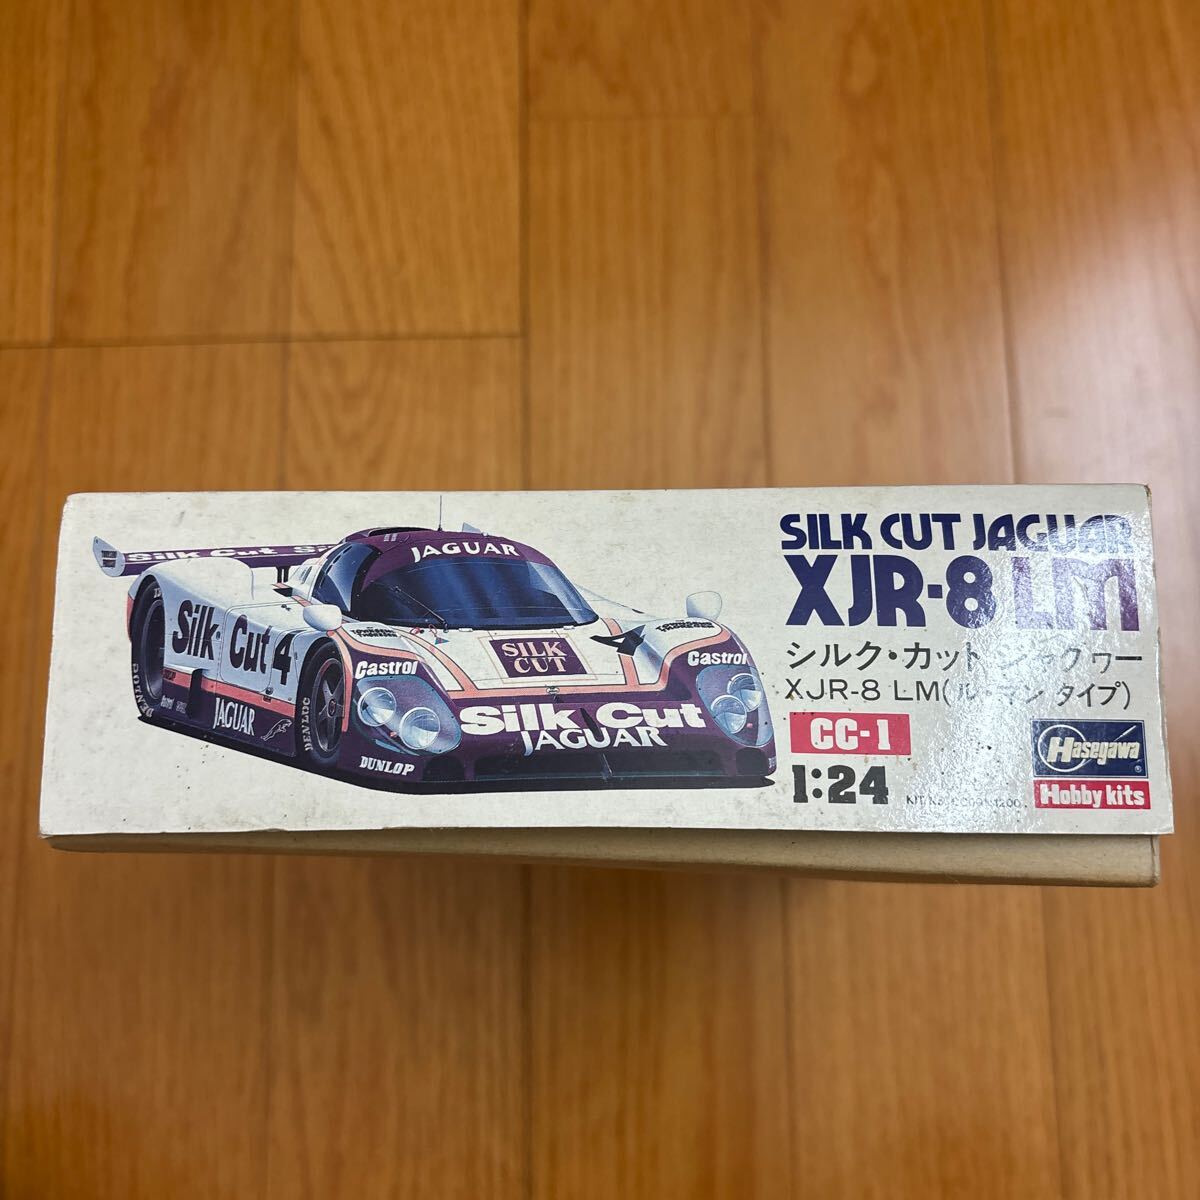 SILK CUT JAGUAR
XJR-8 LM
シルク・カット ジャグヮー
XJR-8 LM(ル・マン タイプ)
CC-1
1:24
Hasegawa
Hobby kits
Silk Cut
JAGUAR
Silk Cut 4
JAGUAR
DENLOC
DUNLOP
Castrol
SILK
CUT
4
Castrol
Silk Cut
JAGUAR
DUNLOP